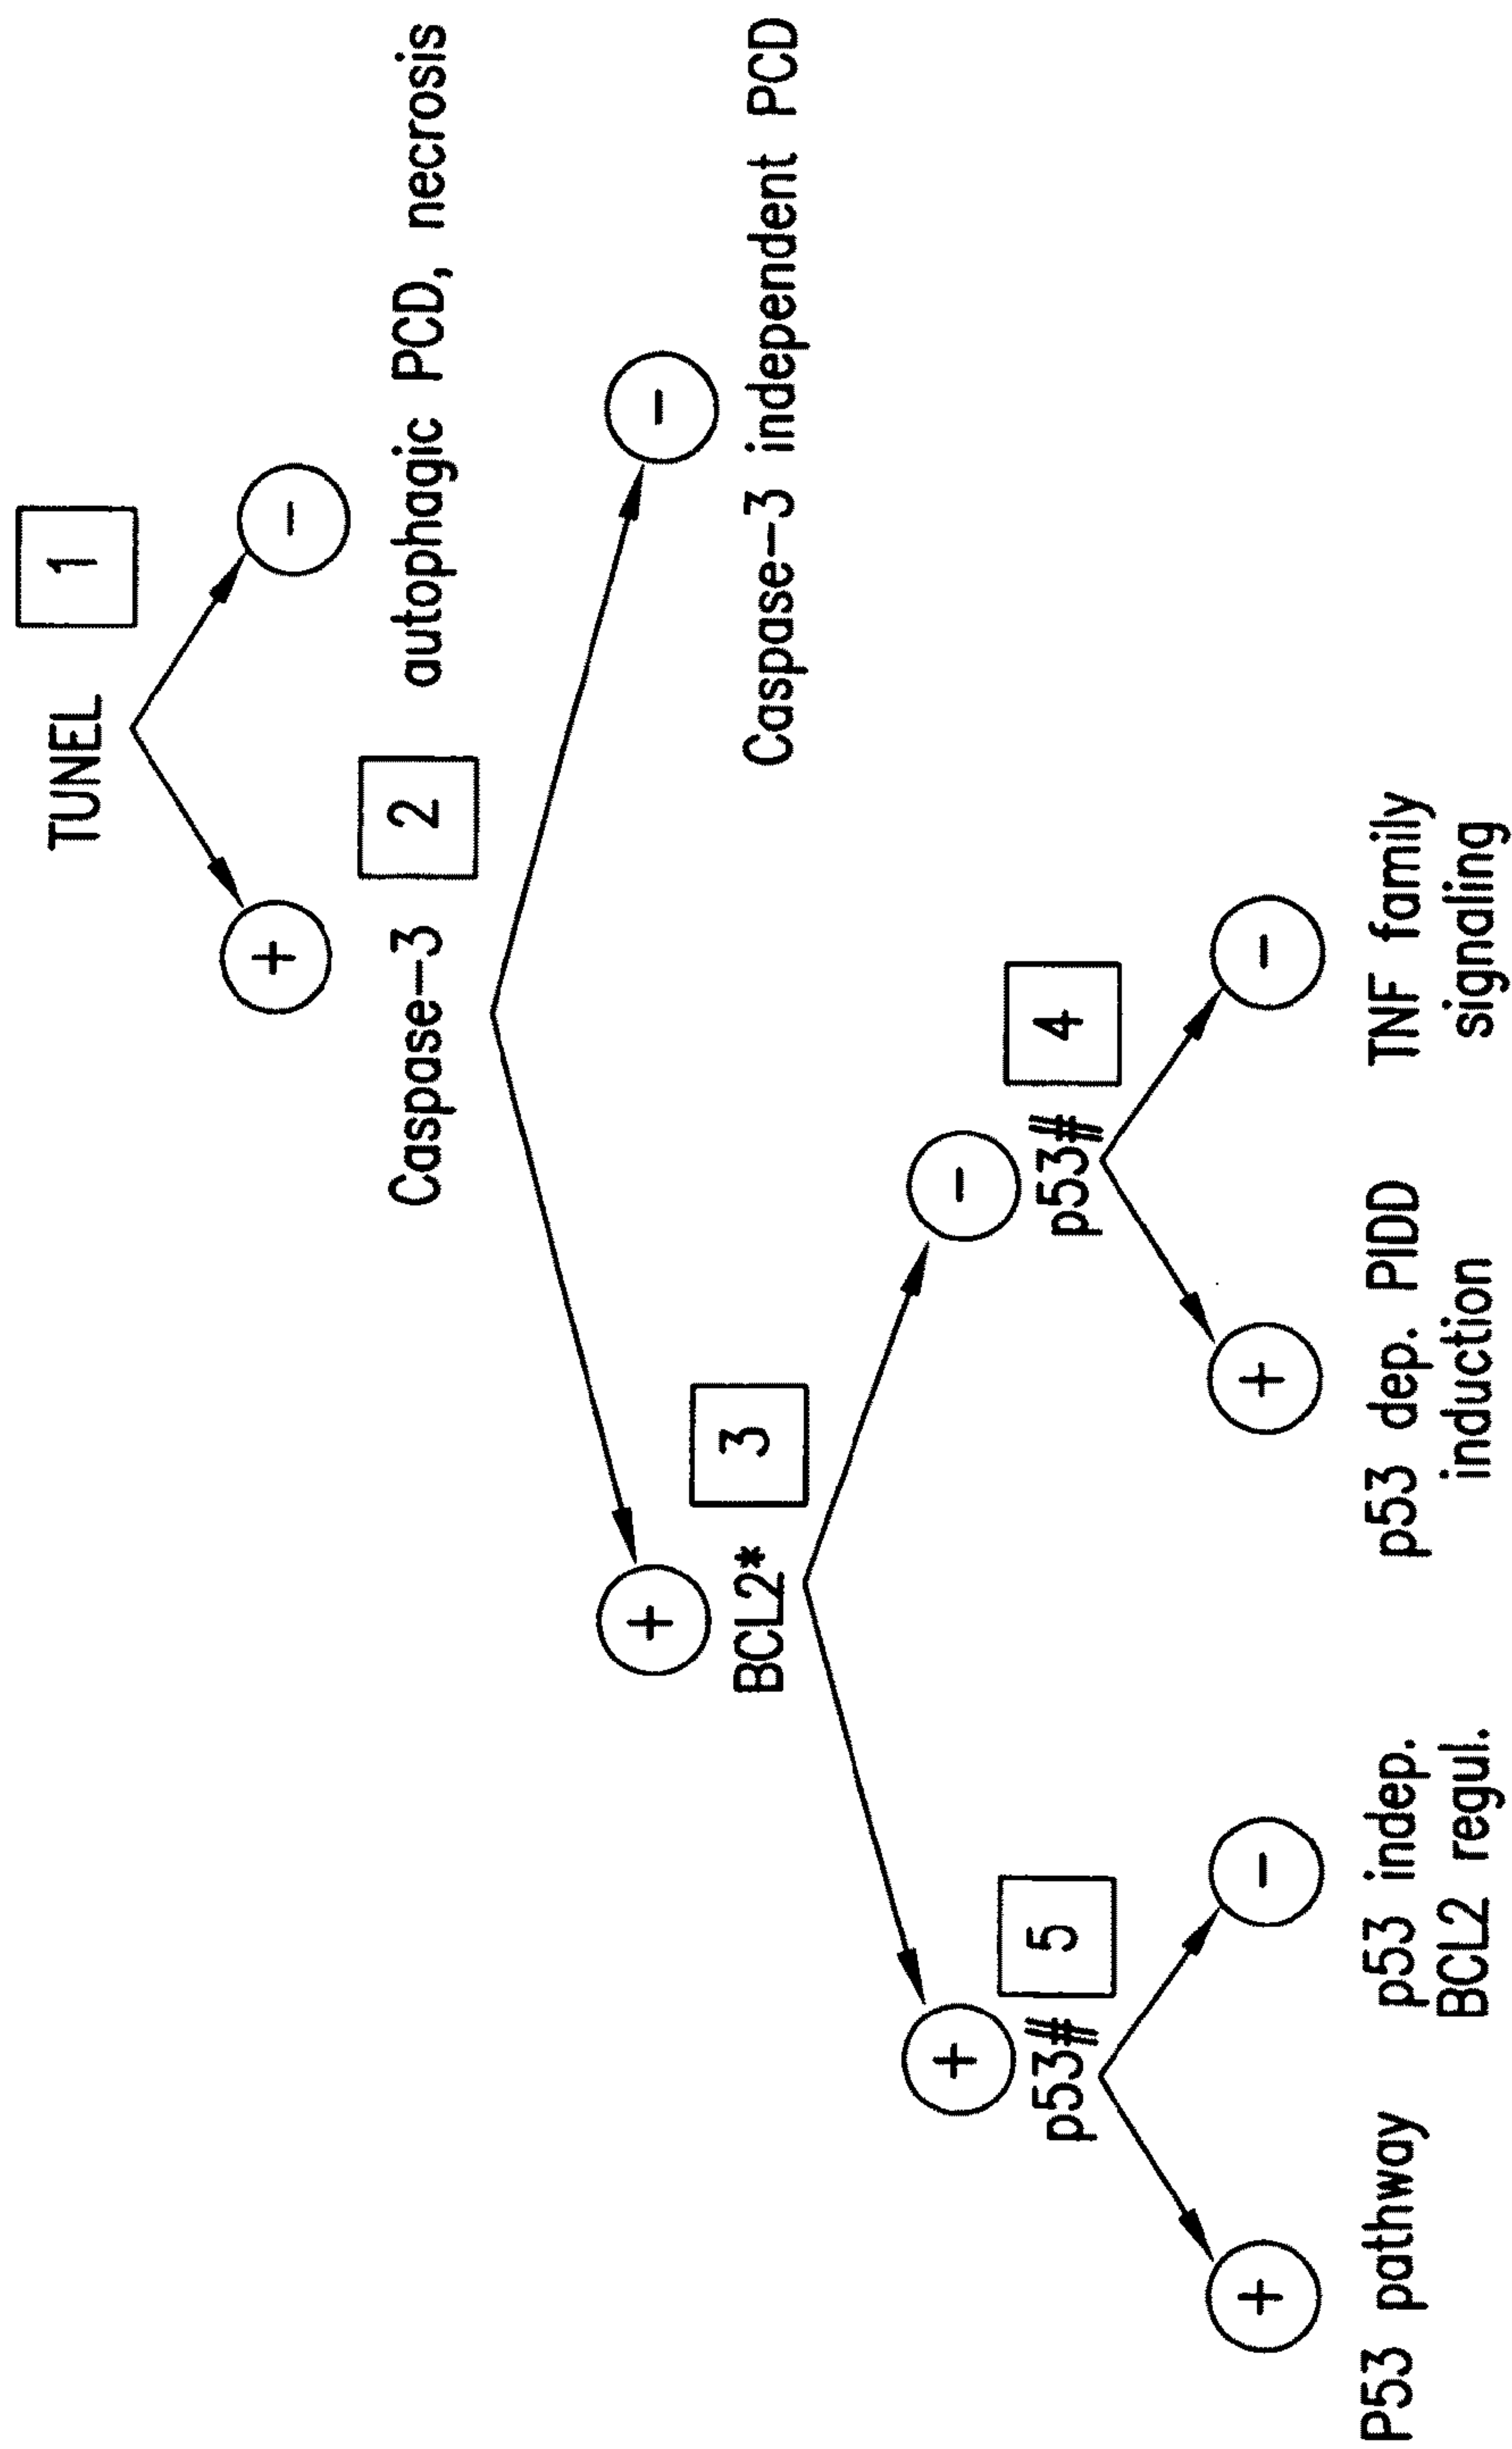 TUNEL 1
+
-
Caspase-3 2
autophagic PCD, necrosis
+
-
BCL2* 3
Caspase-3 independent PCD
+
-
p53# 5
p53# 4
+
-
+
-
P53 pathway
p53 indep.
BCL2 regul.
p53 dep. PIDD
induction
TNF family
signaling